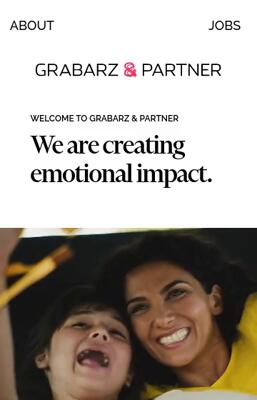 ABOUT JOBS
GRABARZ & PARTNER
WELCOME TO GRABARZ & PARTNER
We are creating
emotional impact.